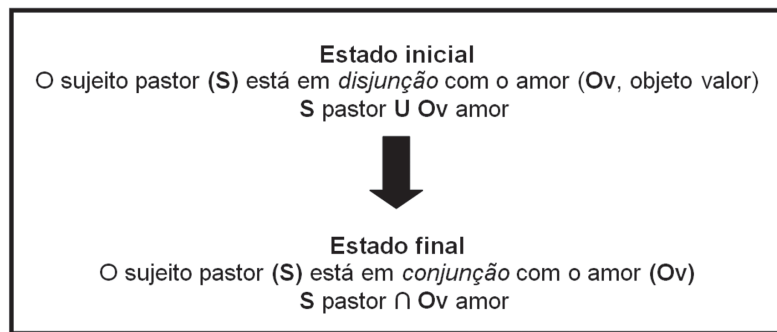 Estado inicial
O sujeito pastor (S) está em disjunção com o amor (Ov, objeto valor)
S pastor U Ov amor
Estado final
O sujeito pastor (S) está em conjunção com o amor (Ov)
S pastor ∩ Ov amor